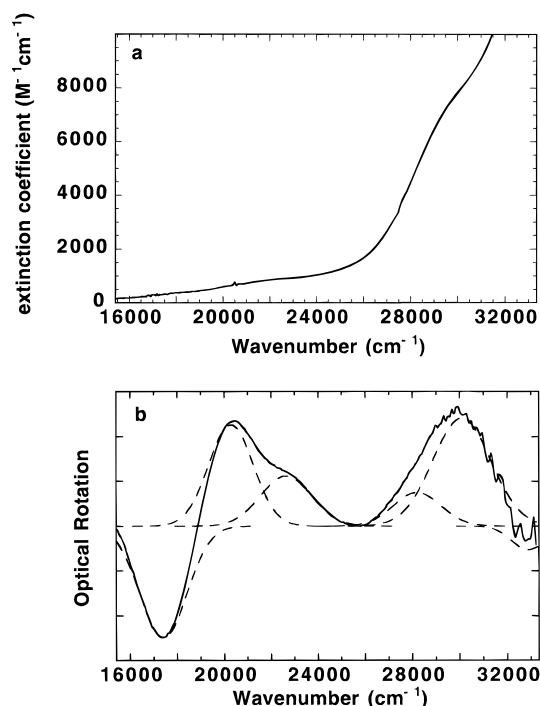 a
extinction coefficient (M⁻¹cm⁻¹)
8000
6000
4000
2000
0
16000 20000 24000 28000 32000
Wavenumber (cm⁻¹)
b
Optical Rotation
16000 20000 24000 28000 32000
Wavenumber (cm⁻¹)